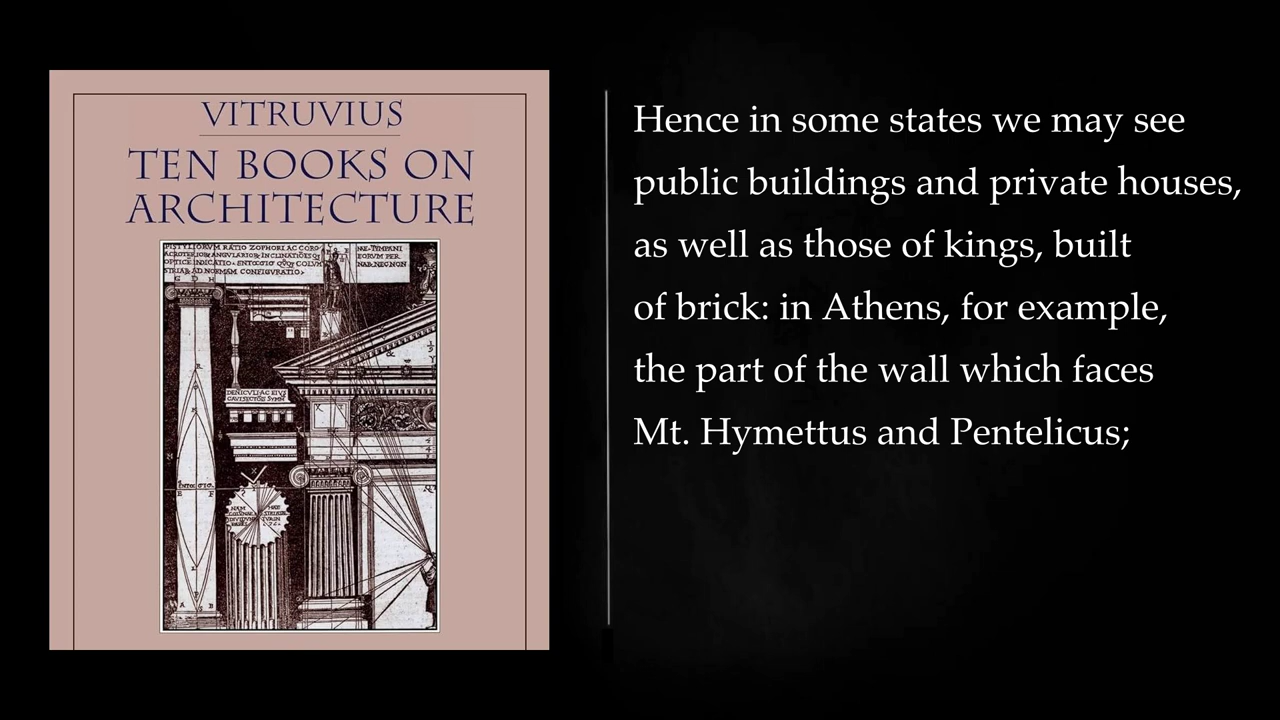 VITRUVIUS
TEN BOOKS ON
ARCHITECTURE
Hence in some states we may see
public buildings and private houses,
as well as those of kings, built
of brick: in Athens, for example,
the part of the wall which faces
Mt. Hymettus and Pentelicus;